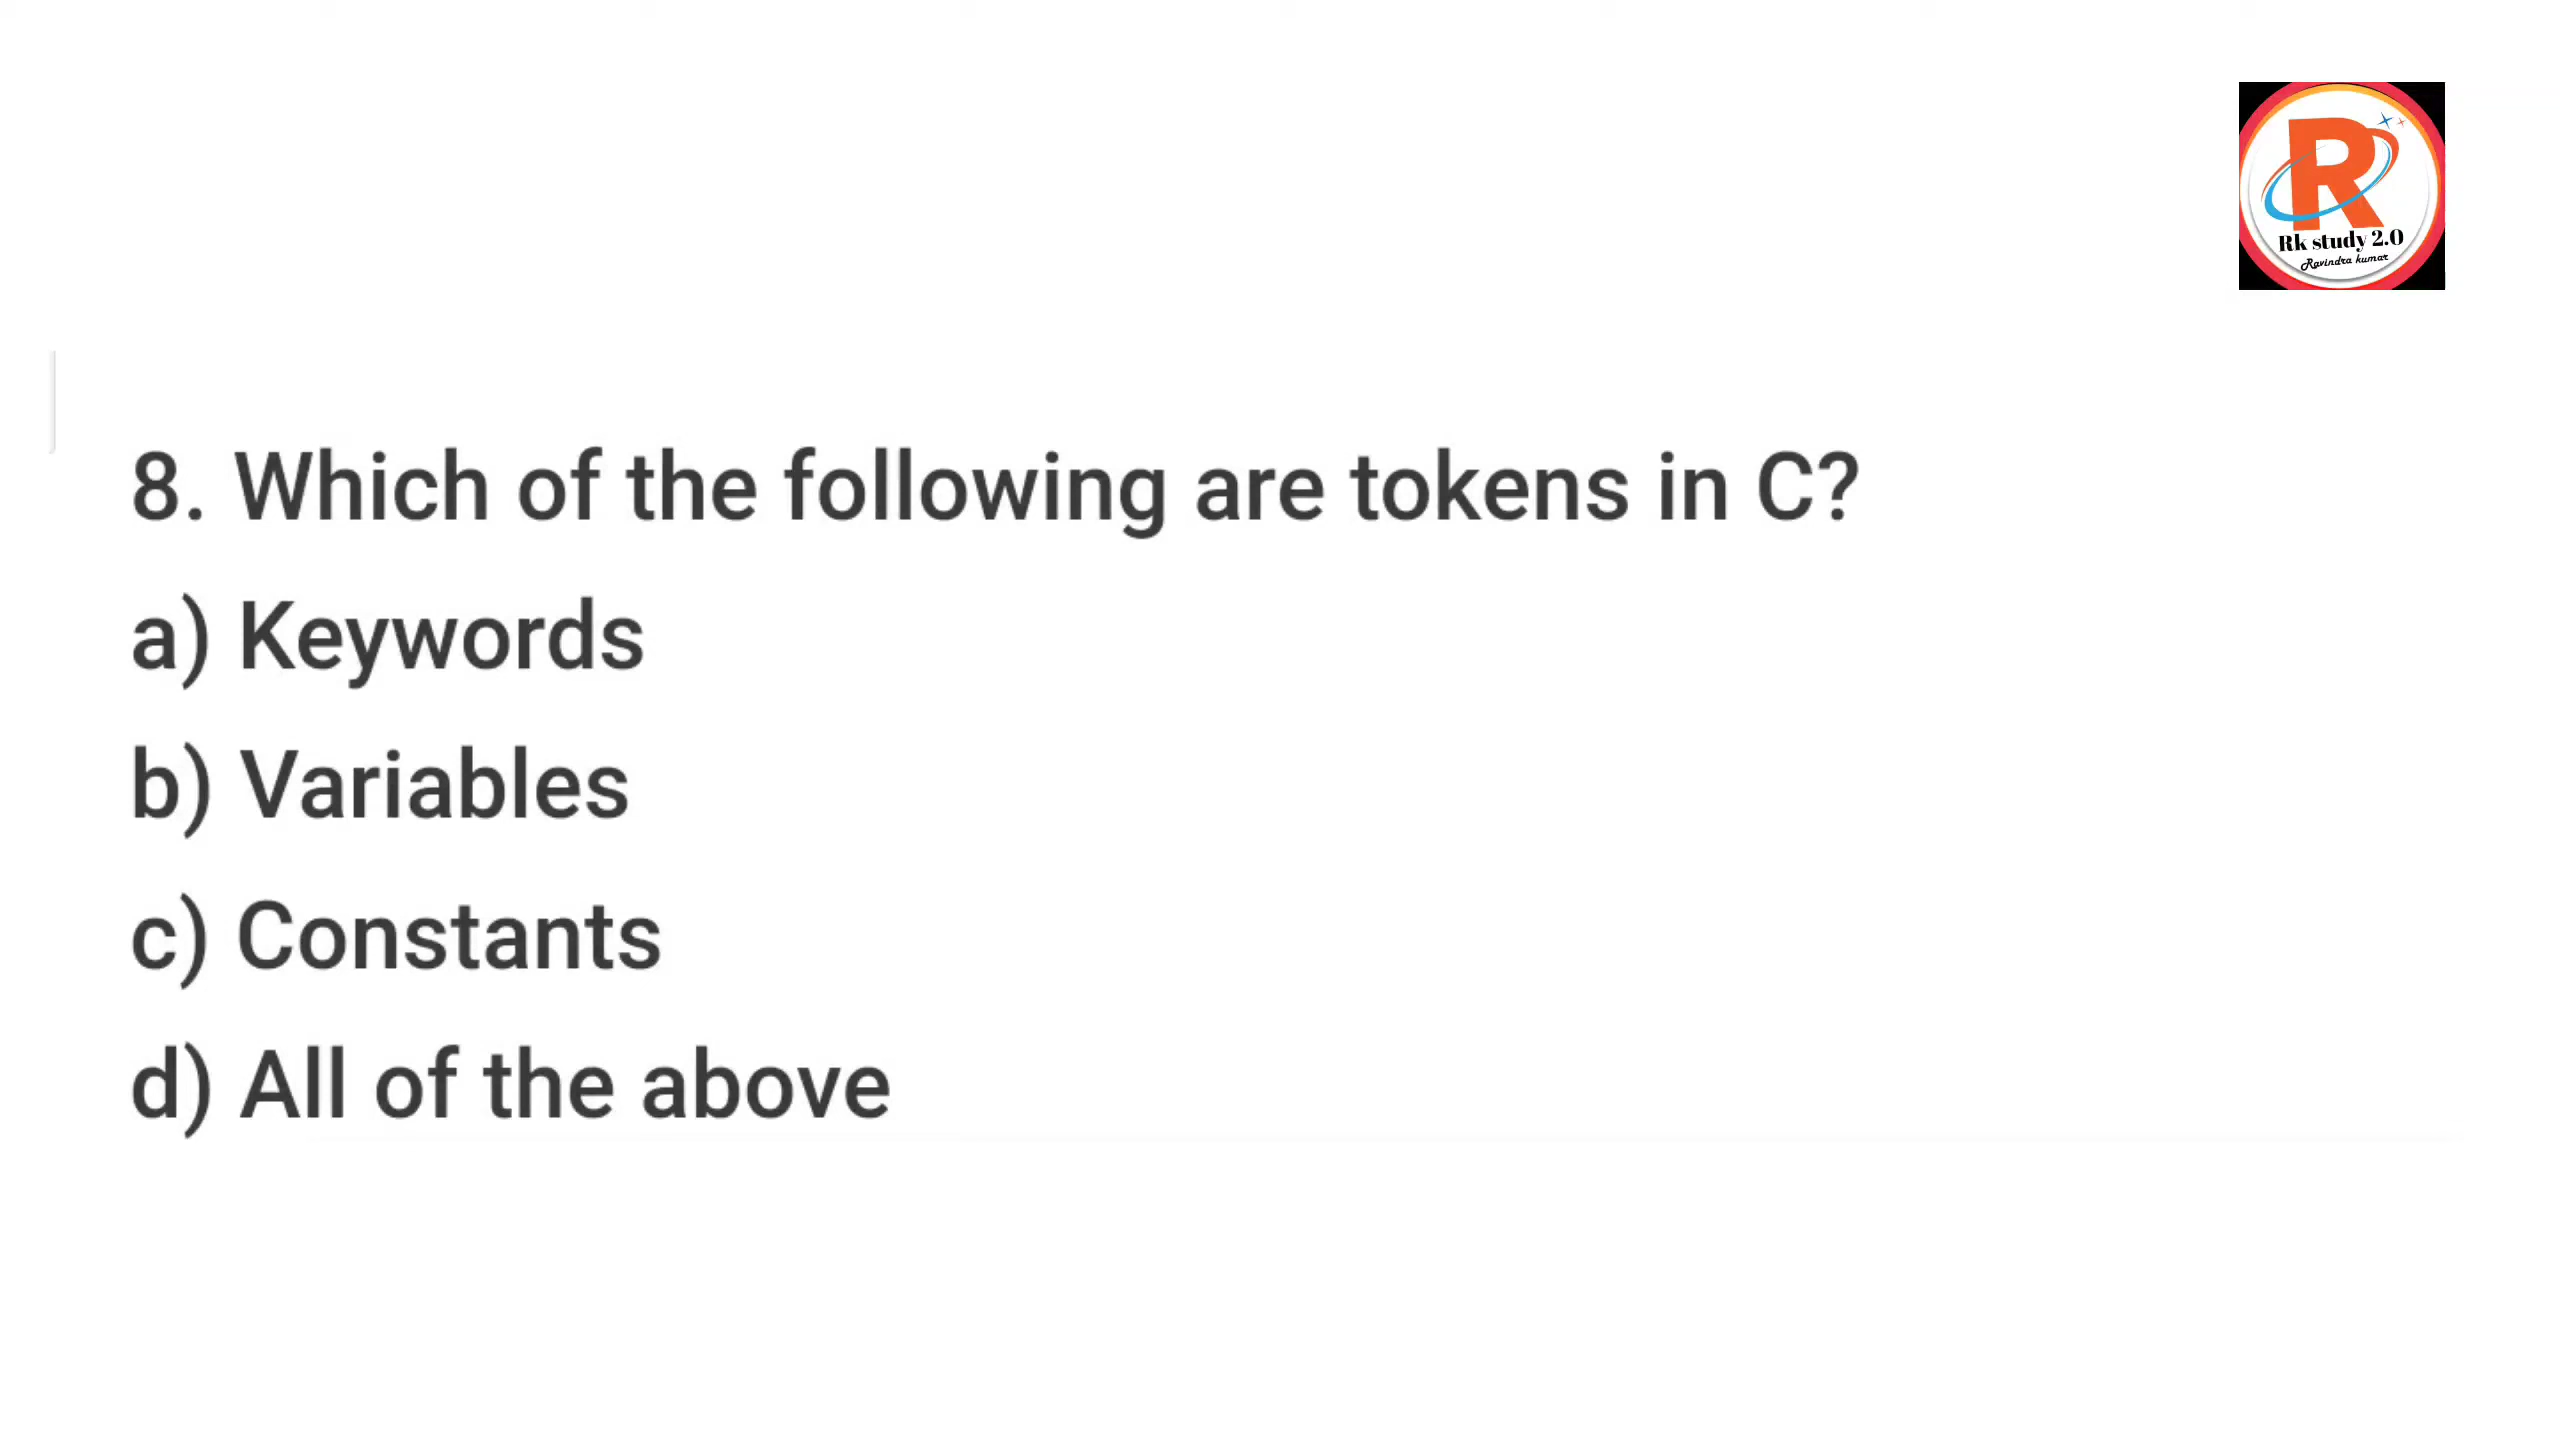 R
Rk study 2.0
Ravindra kumar
8. Which of the following are tokens in C?
a) Keywords
b) Variables
c) Constants
d) All of the above